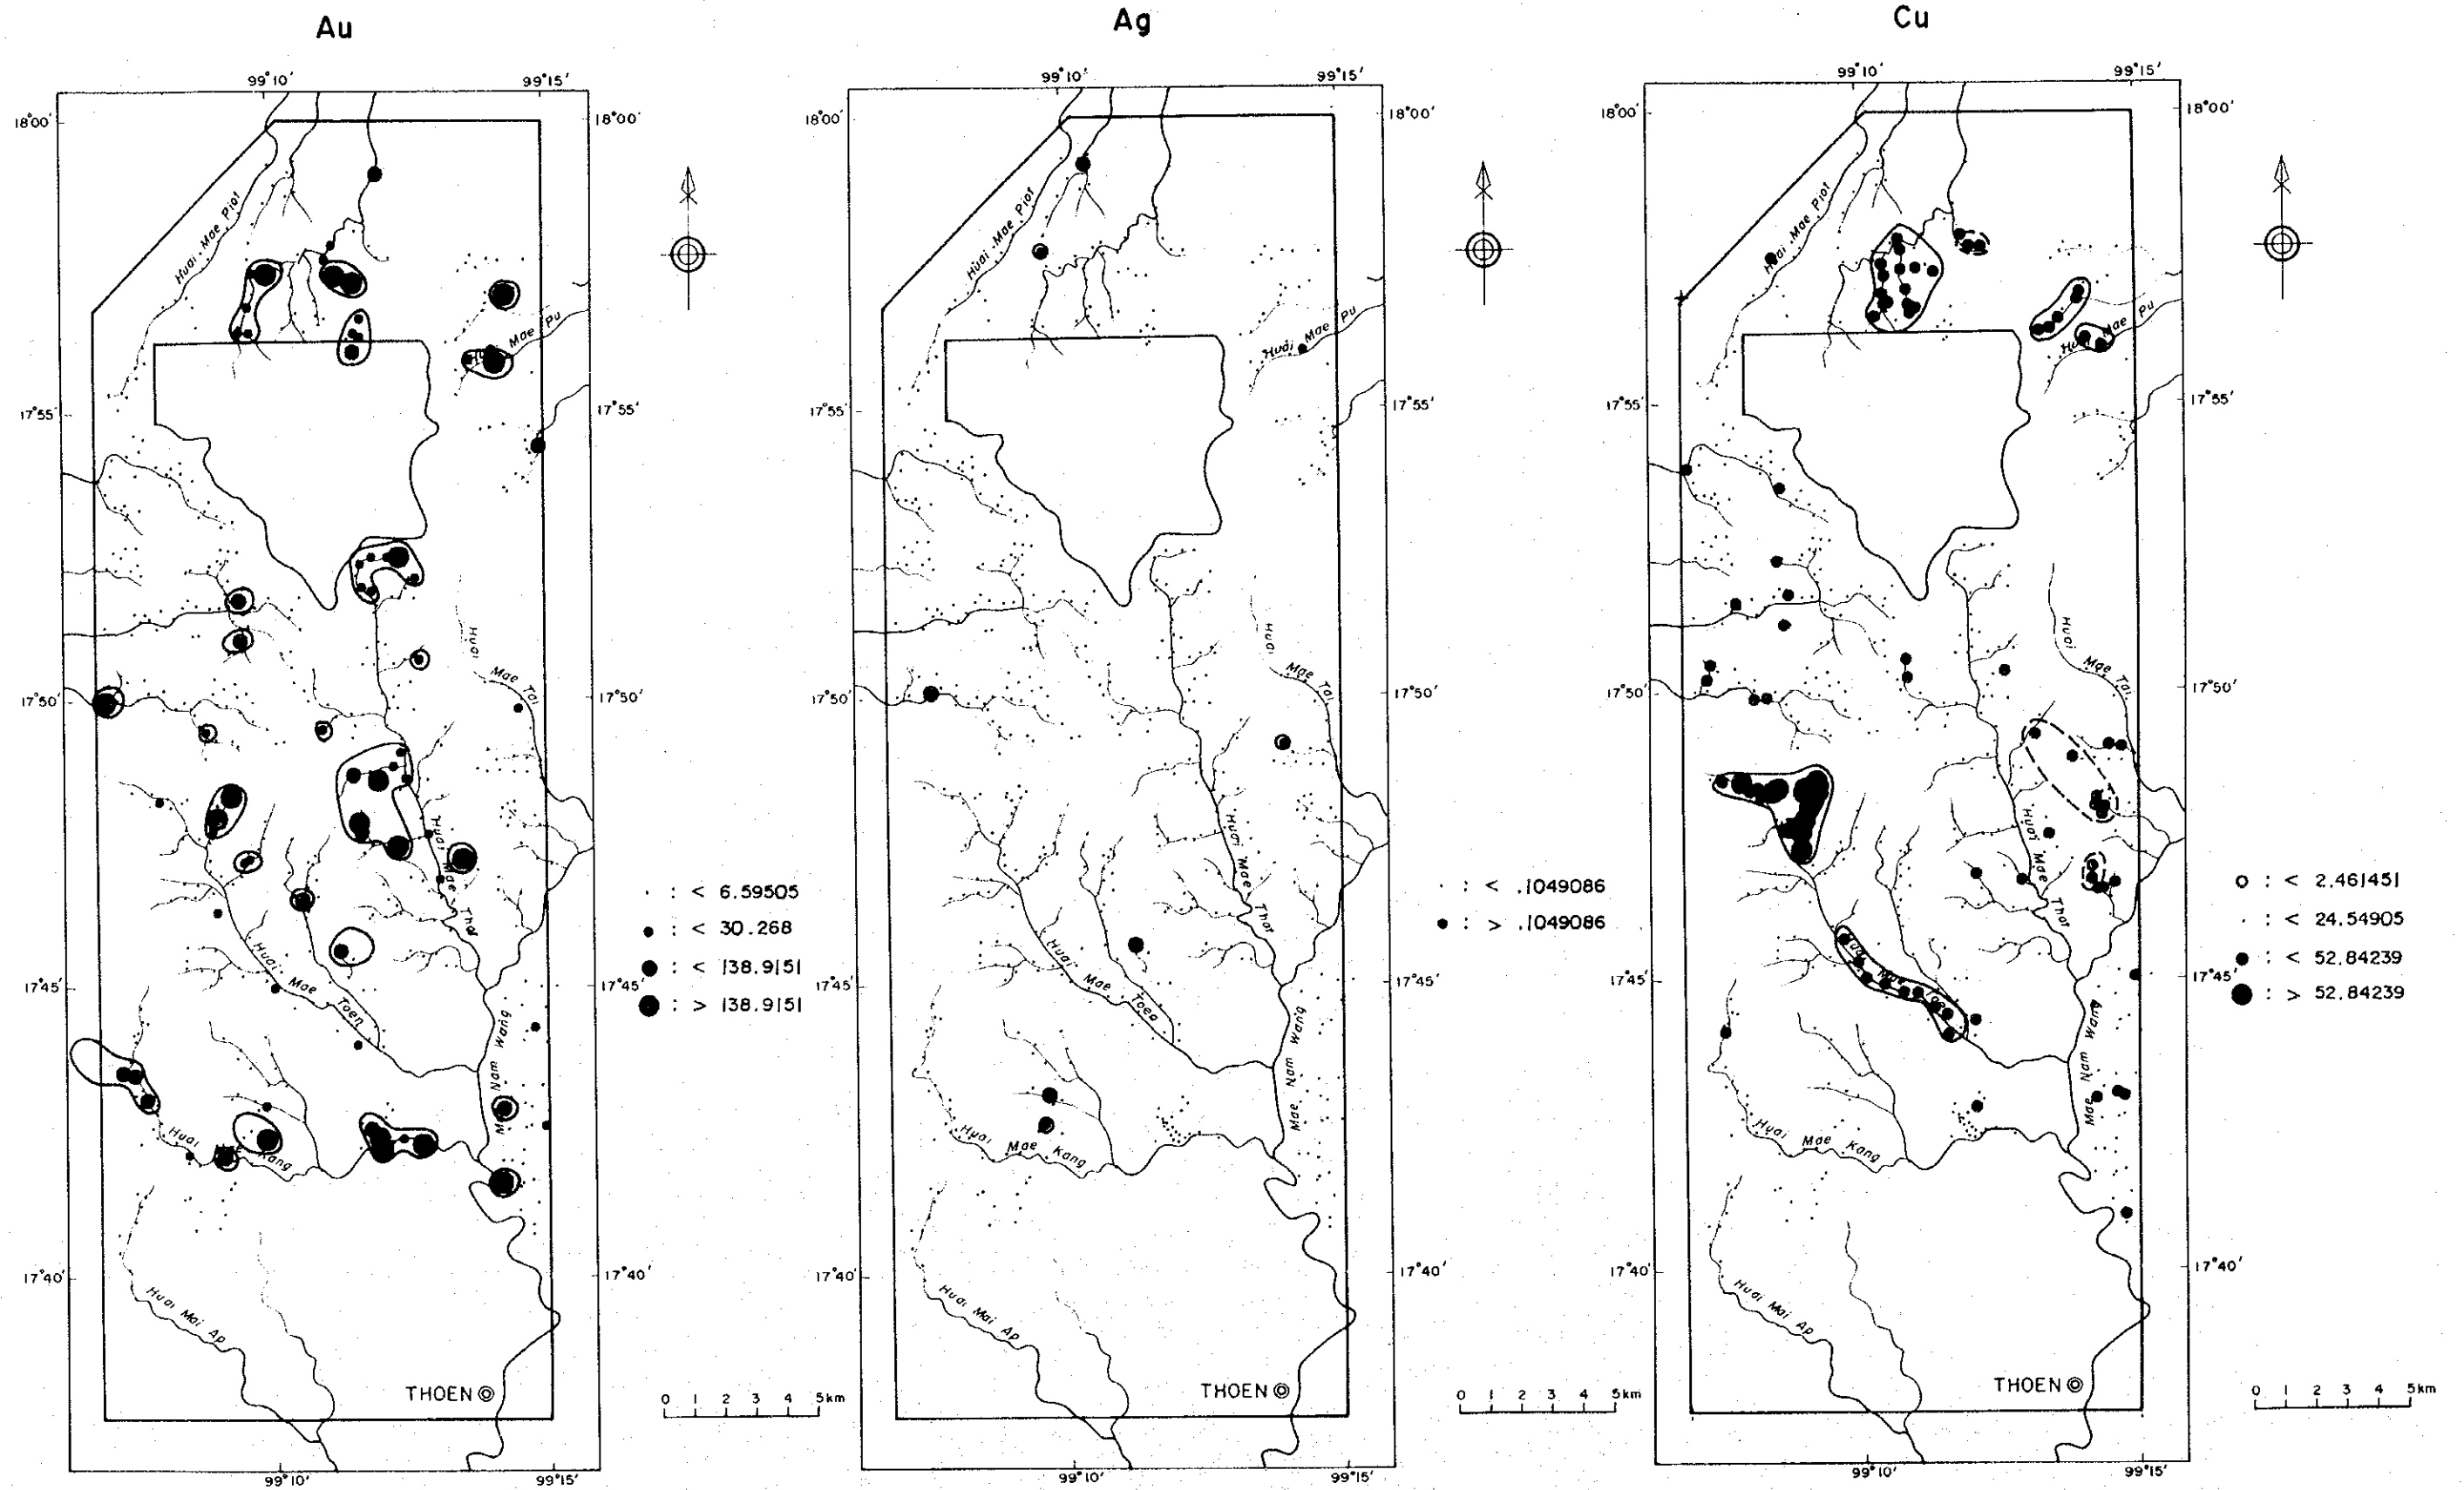 Au
99°10'
99°15'
18°00'
18°00'
Huai Mae Piat
Mae Pu
17°55'
17°55'
Huai
Mae Tai
17°50'
17°50'
Huai Mae Thot
: < 6.59505
: < 30.268
: < 138.9151
: > 138.9151
Huai Mae Toen
17°45'
17°45'
Mae Nam Wang
Huai
Kang
17°40'
17°40'
Huai Mai Ap
THOEN
0 1 2 3 4 5km
99°10'
99°15'
Ag
99°10'
99°15'
18°00'
18°00'
Huai Mae Piat
Huai Mae Pu
17°55'
17°55'
Huai
Mae Tai
17°50'
17°50'
Huai Mae Thot
: < .1049086
: > .1049086
Huai Mae Toen
17°45'
17°45'
Mae Nam Wang
Huai Mae Kang
17°40'
17°40'
Huai Mai Ap
THOEN
0 1 2 3 4 5km
99°10'
99°15'
Cu
99°10'
99°15'
18°00'
18°00'
Huai Mae Piat
Huai Mae Pu
17°55'
17°55'
Huai
Mae Tai
17°50'
17°50'
Huai Mae Thot
: < 2.461451
: < 24.54905
: < 52.84239
: > 52.84239
17°45'
17°45'
Mae Nam Wang
Huai Mae Kang
17°40'
17°40'
Huai Mai Ap
THOEN
0 1 2 3 4 5km
99°10'
99°15'